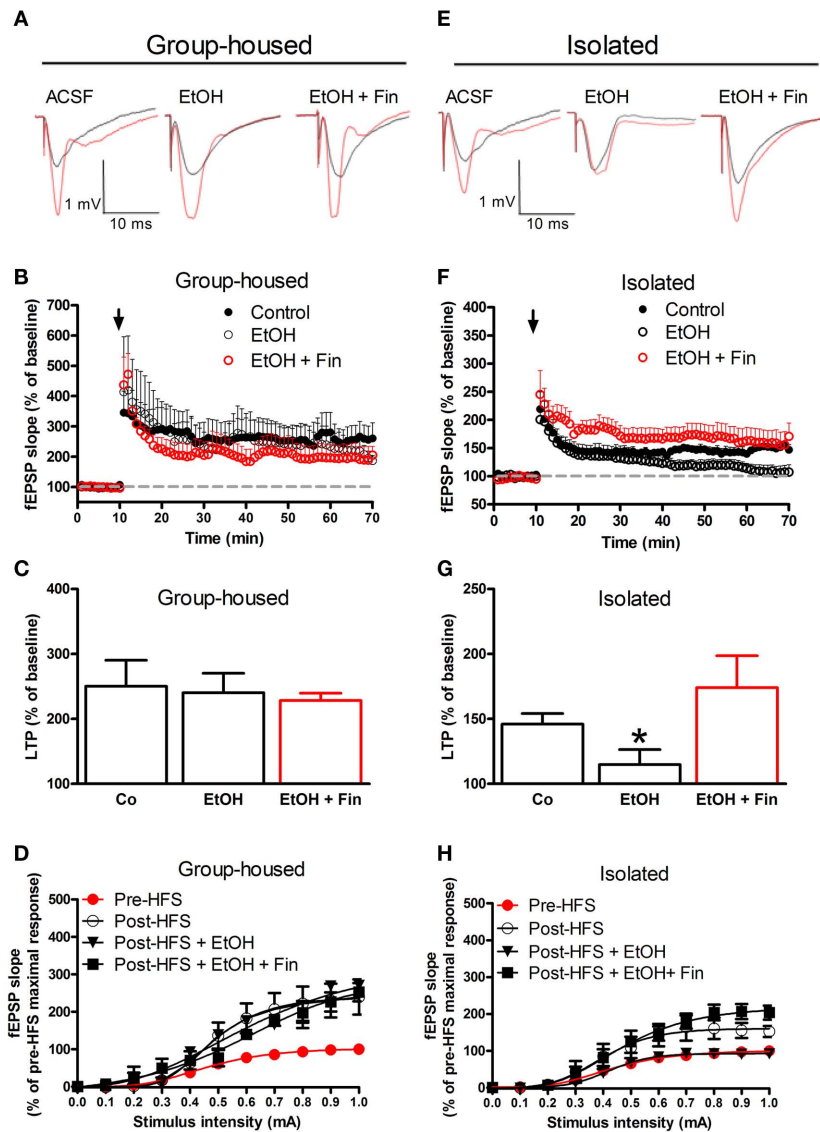 A
Group-housed
ACSF
EtOH
EtOH + Fin
1 mV
10 ms
E
Isolated
ACSF
EtOH
EtOH + Fin
1 mV
10 ms
B
Group-housed
Control
EtOH
EtOH + Fin
fEPSP slope (% of baseline)
700
600
500
400
300
200
100
0 10 20 30 40 50 60 70
Time (min)
F
Isolated
Control
EtOH
EtOH + Fin
fEPSP slope (% of baseline)
400
350
300
250
200
150
100
50
0 10 20 30 40 50 60 70
Time (min)
C
Group-housed
LTP (% of baseline)
400
300
200
100
Co EtOH EtOH + Fin
G
Isolated
LTP (% of baseline)
250
200
150
100
*
Co EtOH EtOH + Fin
D
Group-housed
Pre-HFS
Post-HFS
Post-HFS + EtOH
Post-HFS + EtOH + Fin
fEPSP slope
(% of pre-HFS maximal response)
500
400
300
200
100
0
0.0 0.1 0.2 0.3 0.4 0.5 0.6 0.7 0.8 0.9 1.0
Stimulus intensity (mA)
H
Isolated
Pre-HFS
Post-HFS
Post-HFS + EtOH
Post-HFS + EtOH+ Fin
fEPSP slope
(% of pre-HFS maximal response)
500
400
300
200
100
0
0.0 0.1 0.2 0.3 0.4 0.5 0.6 0.7 0.8 0.9 1.0
Stimulus intensity (mA)